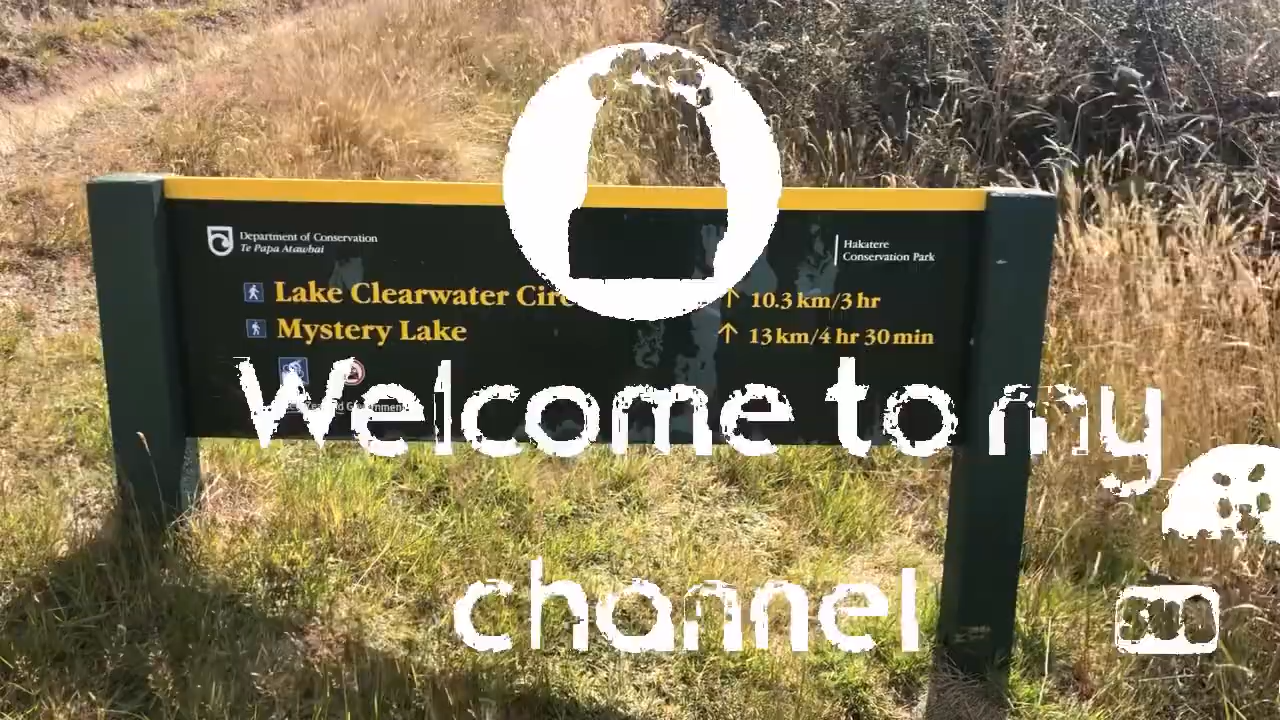 Department of Conservation
Te Papa Atawhai
Hakatere
Conservation Park
Lake Clearwater
10.3 km/3 hr
Mystery Lake
13 km/4 hr 30 min
Welcome to my
channel